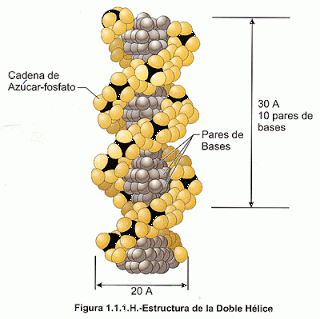 Cadena de
Azúcar-fosfato
30 A
10 pares de
bases
Pares de
Bases
20 A
Figura 1.1.1.H.-Estructura de la Doble Hélice